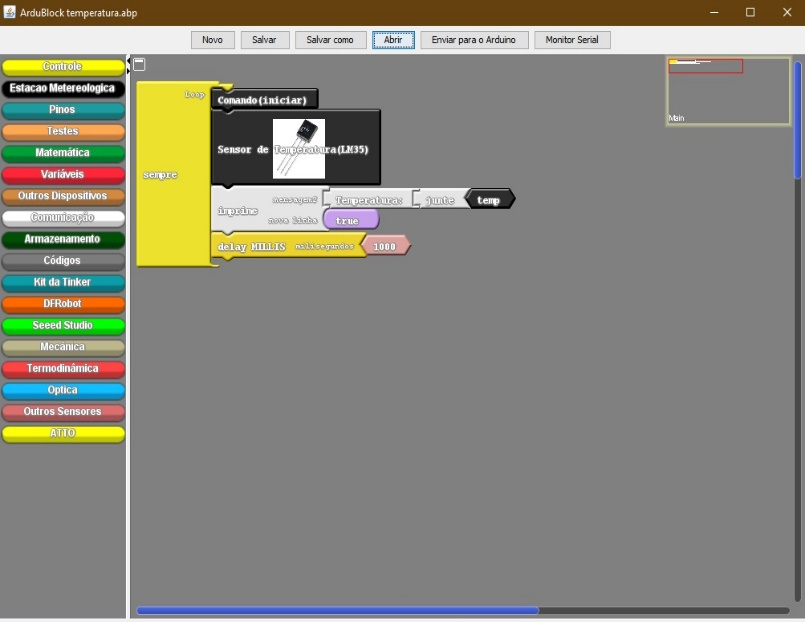 ArduBlock temperatura.abp
Novo
Salvar
Salvar como
Abrir
Enviar para o Arduino
Monitor Serial
Controle
Estacao Metereologica
Pinos
Testes
Matemática
Variáveis
Outros Dispositivos
Comunicação
Armazenamento
Códigos
Kit da Tinker
DFRobot
Seeed Studio
Mecanica
Termodinámica
Optica
Outros Sensores
ATTO
Loop
sempre
Comando(iniciar)
Sensor de Temperatura(LM35)
imprime
mensagem2
Temperatura:
junte
temp
nova linha
true
delay MILLIS
milisegundos
1000
Main